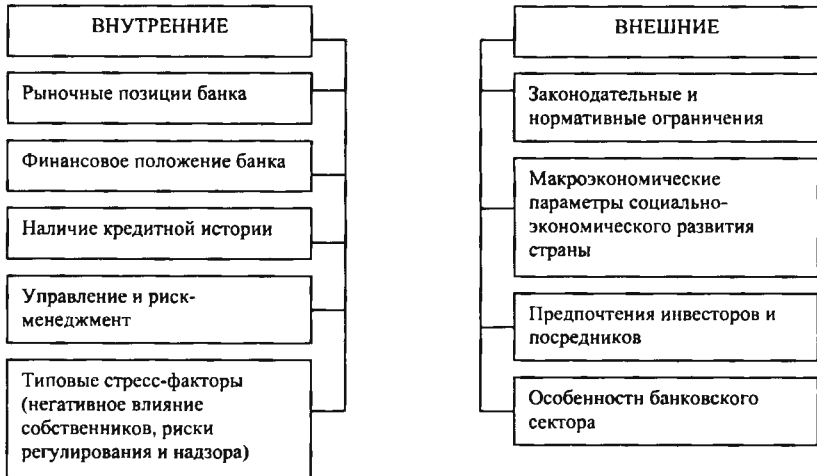 ВНУТРЕННИЕ
Рыночные позиции банка
Финансовое положение банка
Наличие кредитной истории
Управление и риск-
менеджмент
Типовые стресс-факторы
(негативное влияние
собственников, риски
регулирования и надзора)
ВНЕШНИЕ
Законодательные и
нормативные ограничения
Макроэкономические
параметры социально-
экономического развития
страны
Предпочтения инвесторов и
посредников
Особенности банковского
сектора